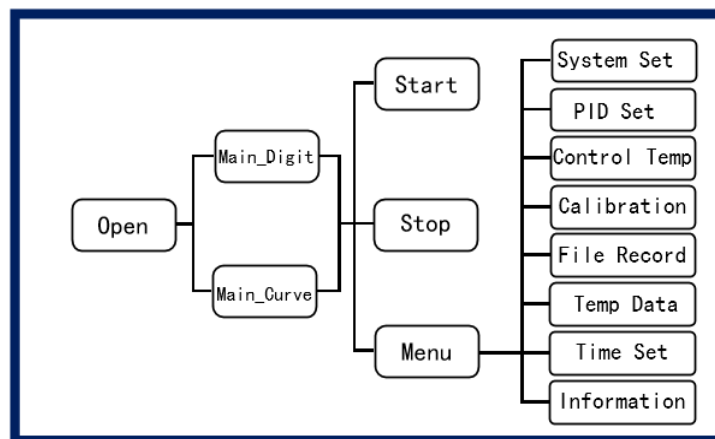 Open
Main_Digit
Main_Curve
Start
Stop
Menu
System Set
PID Set
Control Temp
Calibration
File Record
Temp Data
Time Set
Information